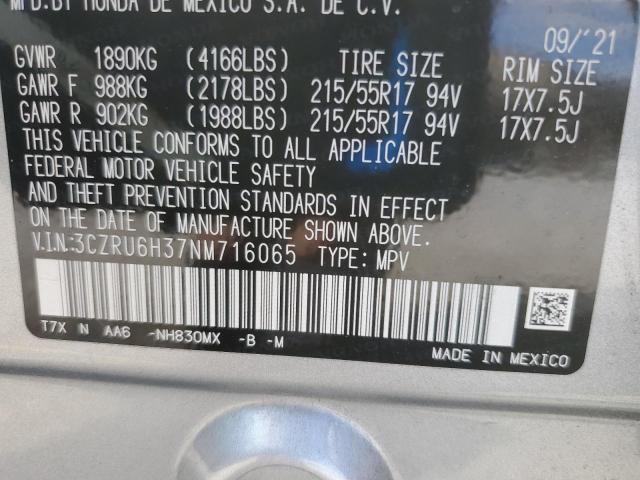 MFD.BY HONDA DE MEXICO S.A. DE C.V.
09/'21
GVWR 1890KG (4166LBS) TIRE SIZE RIM SIZE
GAWR F 988KG (2178LBS) 215/55R17 94V 17X7.5J
GAWR R 902KG (1988LBS) 215/55R17 94V 17X7.5J
THIS VEHICLE CONFORMS TO ALL APPLICABLE
FEDERAL MOTOR VEHICLE SAFETY
AND THEFT PREVENTION STANDARDS IN EFFECT
ON THE DATE OF MANUFACTURE SHOWN ABOVE.
V.I.N.:3CZRU6H37NM716065 TYPE: MPV
T7X N AA6 -NH830MX -B -M
MADE IN MEXICO